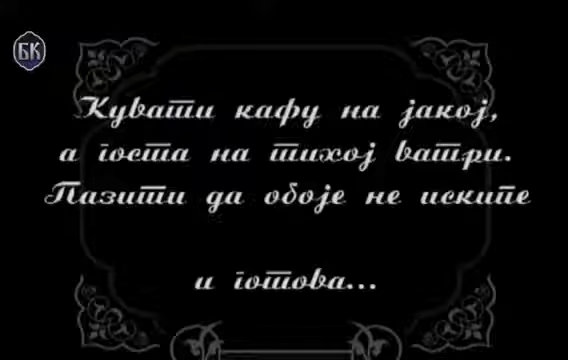 БК
Кувати кафу на јакој,
а госта на тихој ватри.
Пазити да обоје не искипе
и готова...